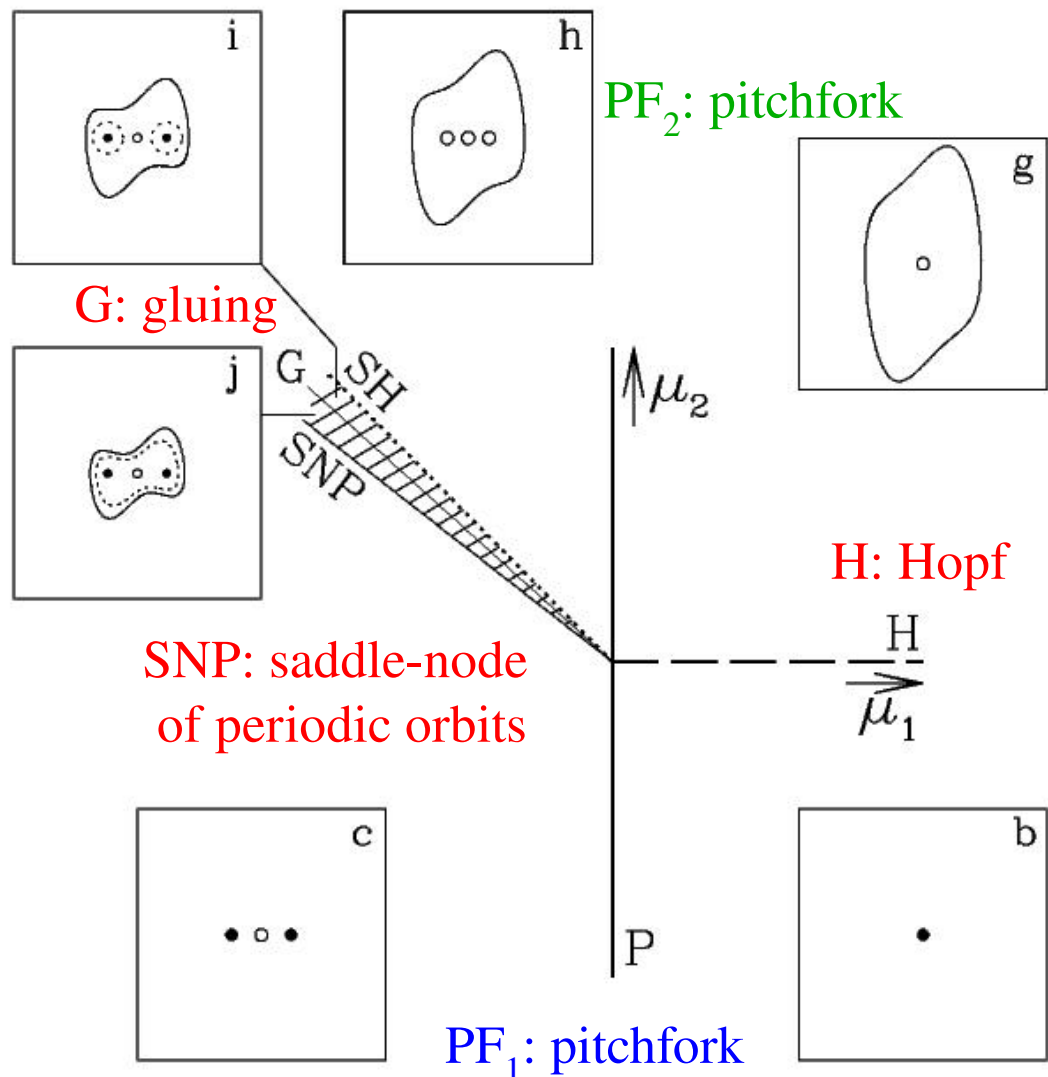 i
h
PF2: pitchfork
g
G: gluing
j
G
SH
SNP
μ2
H: Hopf
H
μ1
SNP: saddle-node
of periodic orbits
c
b
P
PF1: pitchfork